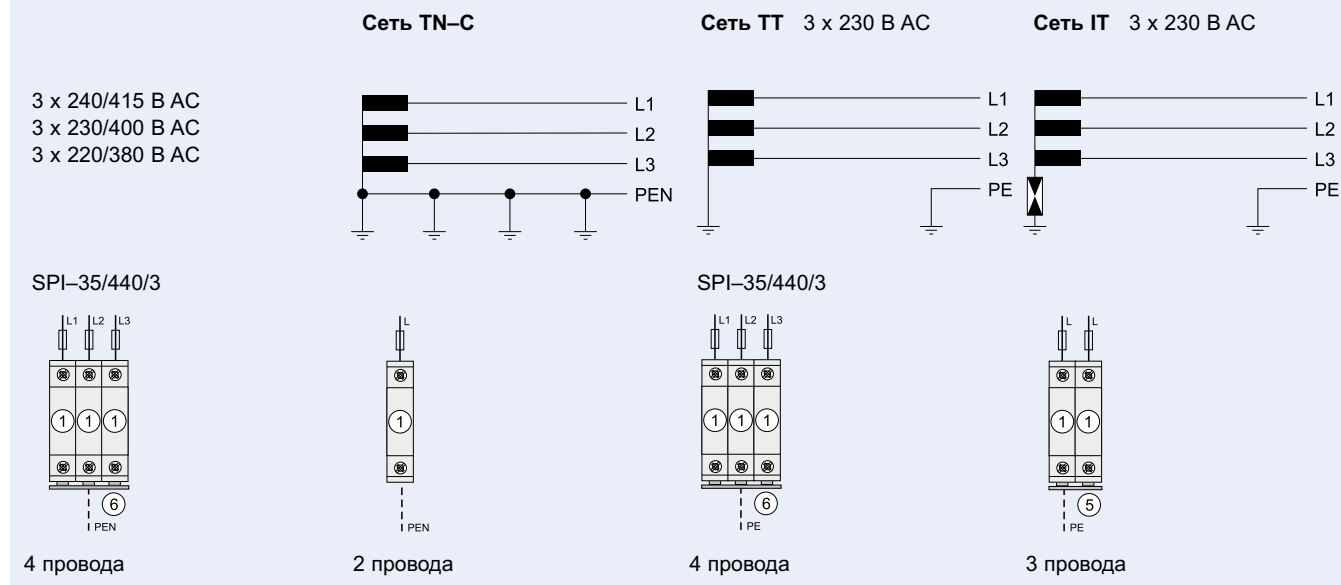 Сеть TN–C
Сеть TT 3 x 230 В AC
Сеть IT 3 x 230 В AC
3 x 240/415 В AC
3 x 230/400 В AC
3 x 220/380 В AC
L1
L2
L3
PEN
L1
L2
L3
PE
L1
L2
L3
PE
SPI–35/440/3
SPI–35/440/3
L1 L2 L3
1 1 1
6
PEN
L
1
PEN
L1 L2 L3
1 1 1
6
PE
L L
1 1
5
PE
4 провода
2 провода
4 провода
3 провода